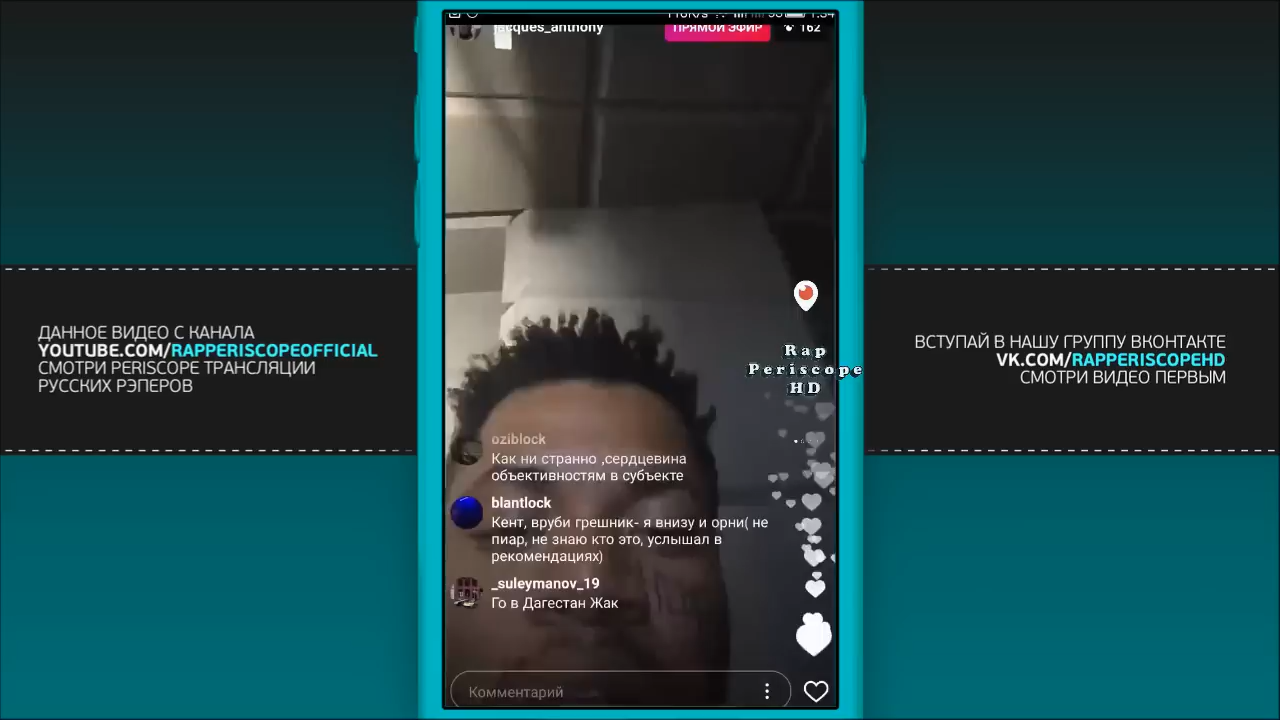 jacques_anthony
ПРЯМОЙ ЭФИР
162
ДАННОЕ ВИДЕО С КАНАЛА
YOUTUBE.COM/RAPPERISCOPEOFFICIAL
СМОТРИ PERISCOPE ТРАНСЛЯЦИИ
РУССКИХ РЭПЕРОВ
Rap
Periscope
HD
oziblock
Как ни странно ,сердцевина
объективностям в субъекте
blantlock
Кент, вруби грешник- я внизу и орни( не
пиар, не знаю кто это, услышал в
рекомендациях)
_suleymanov_19
Го в Дагестан Жак
Комментарий
ВСТУПАЙ В НАШУ ГРУППУ ВКОНТАКТЕ
VK.COM/RAPPERISCOPEHD
СМОТРИ ВИДЕО ПЕРВЫМ